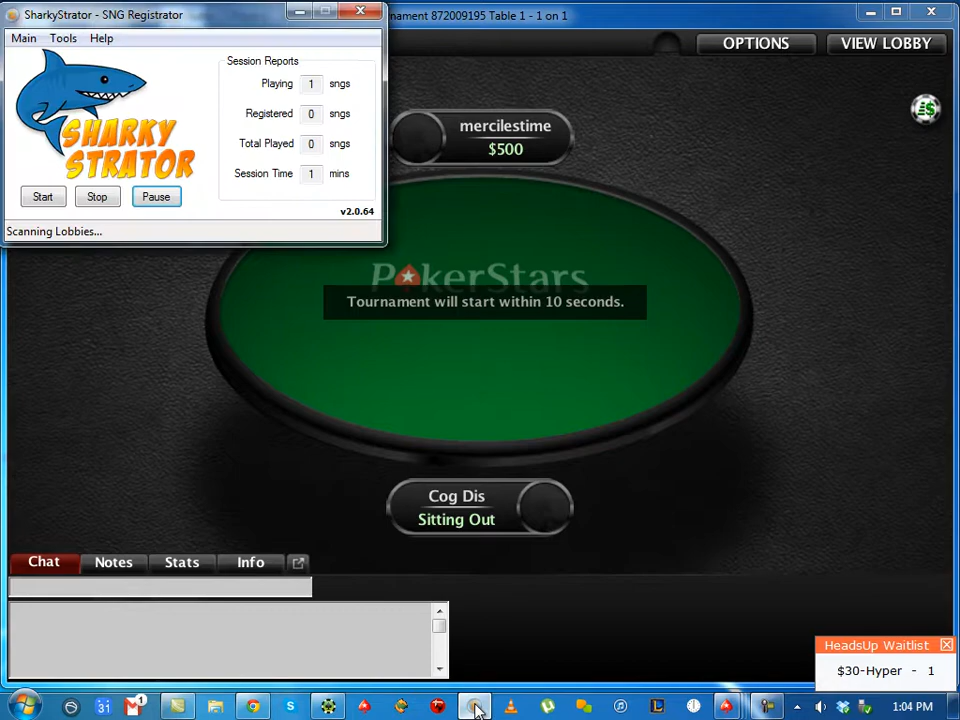 SharkyStrator - SNG Registrator
rnament 872009195 Table 1 - 1 on 1
Main Tools Help
OPTIONS
VIEW LOBBY
Session Reports
Playing 1 sngs
Registered 0 sngs
Total Played 0 sngs
Session Time 1 mins
SHARKY
STRATOR
Start Stop Pause
v2.0.64
Scanning Lobbies...
mercilestime
$500
PokerStars
Tournament will start within 10 seconds.
Cog Dis
Sitting Out
Chat Notes Stats Info
HeadsUp Waitlist
$30-Hyper - 1
31
1
1:04 PM